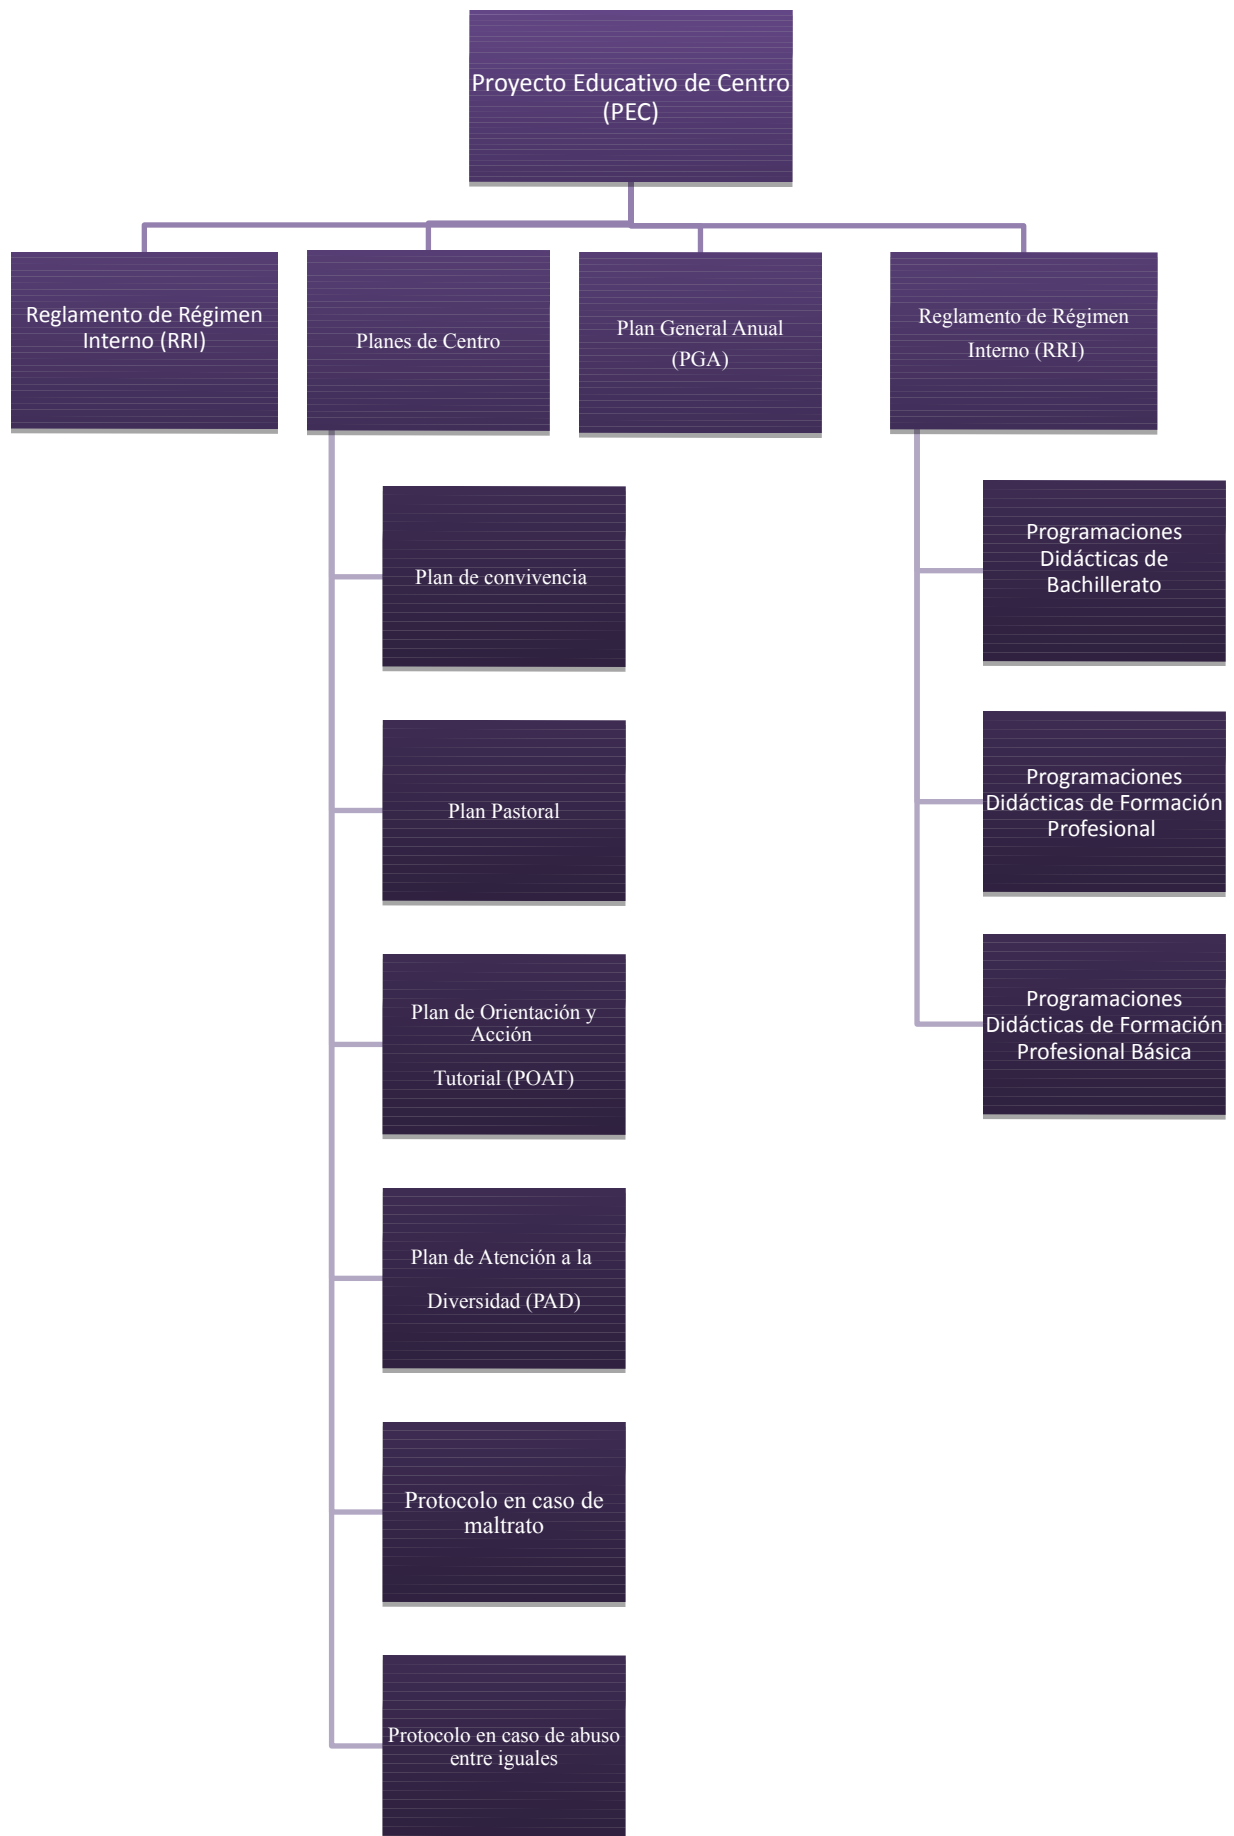 Proyecto Educativo de Centro
(PEC)
Reglamento de Régimen
Interno (RRI)
Planes de Centro
Plan General Anual
(PGA)
Reglamento de Régimen
Interno (RRI)
Plan de convivencia
Plan Pastoral
Plan de Orientación y
Acción
Tutorial (POAT)
Plan de Atención a la
Diversidad (PAD)
Protocolo en caso de
maltrato
Protocolo en caso de abuso
entre iguales
Programaciones
Didácticas de
Bachillerato
Programaciones
Didácticas de Formación
Profesional
Programaciones
Didácticas de Formación
Profesional Básica